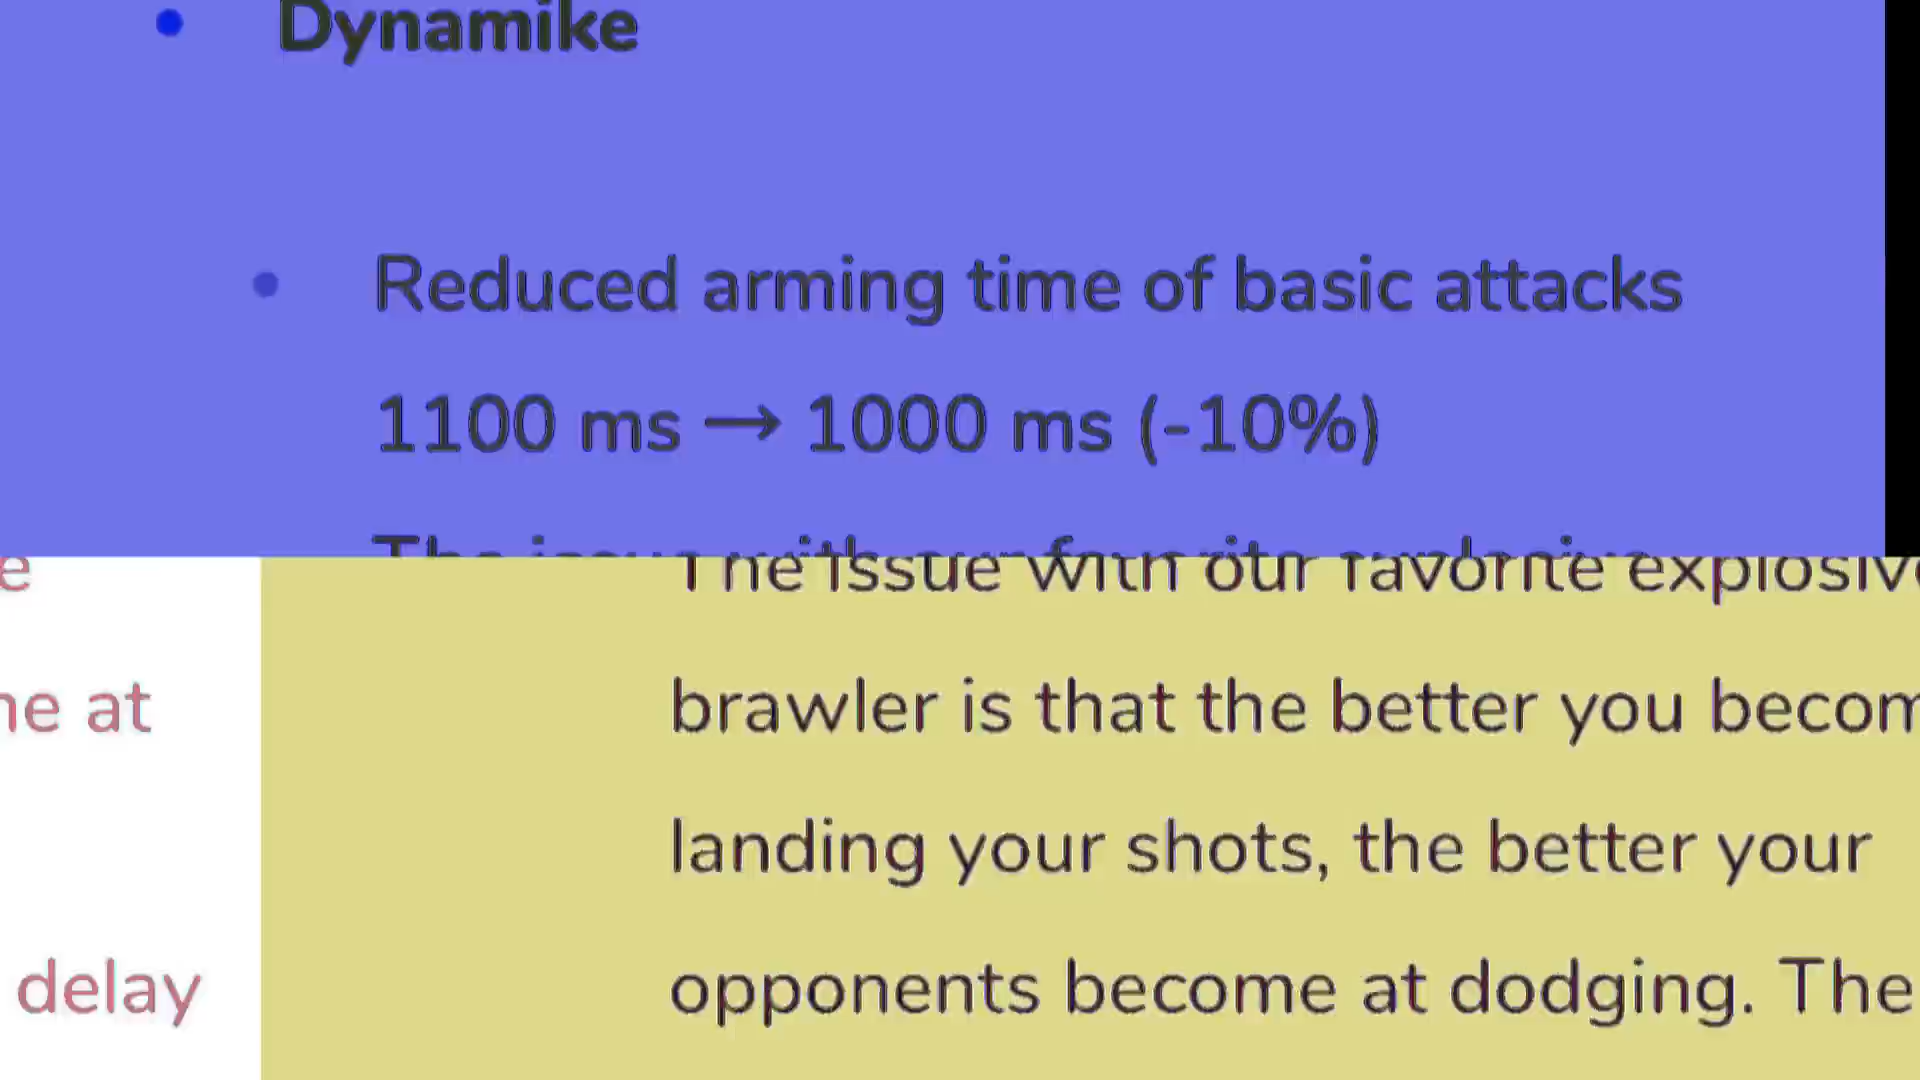 Dynamike
Reduced arming time of basic attacks
1100 ms → 1000 ms (-10%)
The issue with our favorite explosive
brawler is that the better you becom
landing your shots, the better your
opponents become at dodging. The
e
ne at
delay